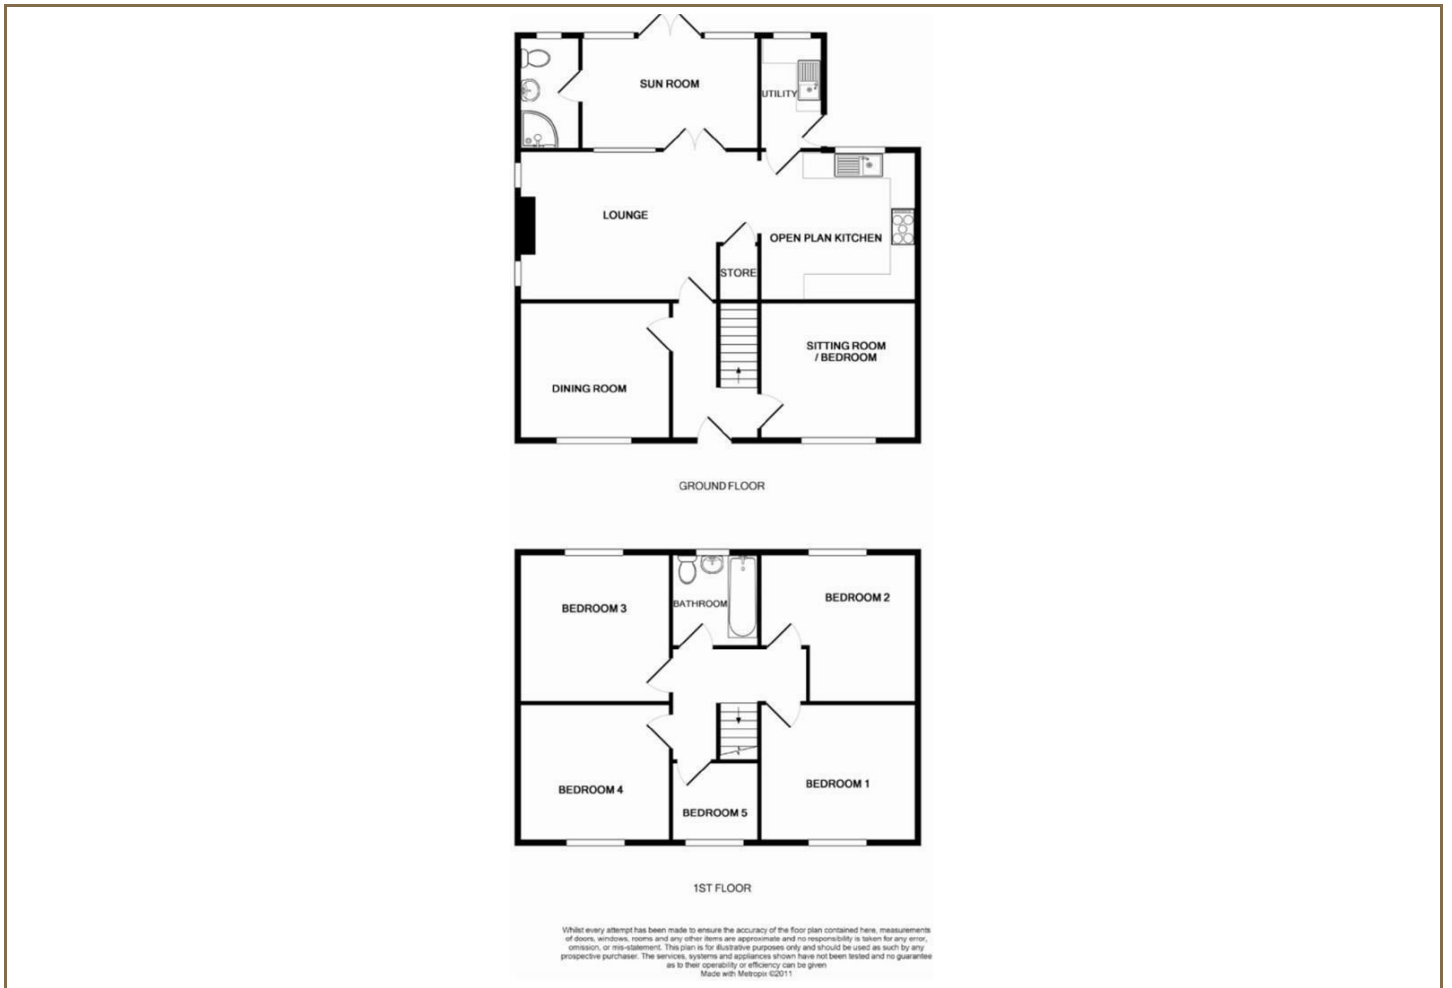 SUN ROOM
UTILITY
LOUNGE
OPEN PLAN KITCHEN
STORE
SITTING ROOM
/ BEDROOM
DINING ROOM
GROUND FLOOR
BEDROOM 3
BATHROOM
BEDROOM 2
BEDROOM 4
BEDROOM 5
BEDROOM 1
1ST FLOOR
Whilst every attempt has been made to ensure the accuracy of the floor plan contained here, measurements
of doors, windows, rooms and any other items are approximate and no responsibility is taken for any error,
omission, or mis-statement. This plan is for illustrative purposes only and should be used as such by any
prospective purchaser. The services, systems and appliances shown have not been tested and no guarantee
as to their operability or efficiency can be given
Made with Metropix ©2011